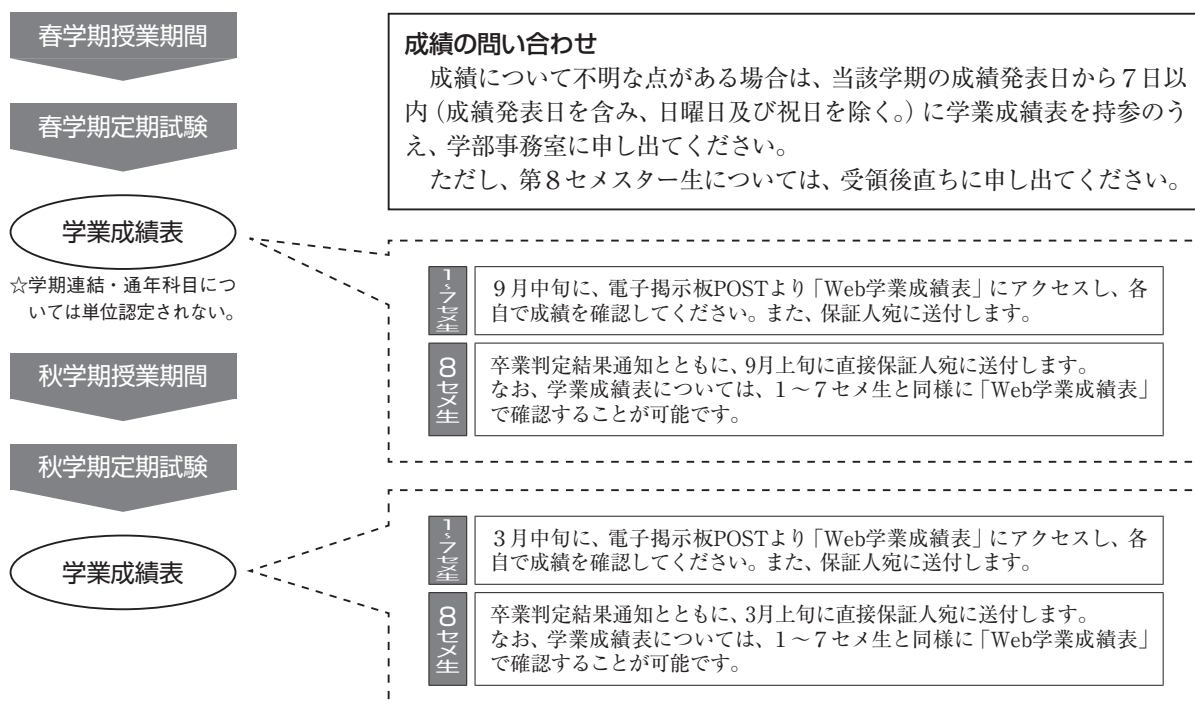 春学期授業期間
春学期定期試験
学業成績表
☆学期連結・通年科目につ
いては単位認定されない。
秋学期授業期間
秋学期定期試験
学業成績表
成績の問い合わせ
成績について不明な点がある場合は、当該学期の成績発表日から７日以
内（成績発表日を含み、日曜日及び祝日を除く。）に学業成績表を持参のう
え、学部事務室に申し出てください。
ただし、第８セメスター生については、受領後直ちに申し出てください。
1~7セメ生
９月中旬に、電子掲示板POSTより「Web学業成績表」にアクセスし、各
自で成績を確認してください。また、保証人宛に送付します。
8セメ生
卒業判定結果通知とともに、9月上旬に直接保証人宛に送付します。
なお、学業成績表については、１～７セメ生と同様に「Web学業成績表」
で確認することが可能です。
1~7セメ生
３月中旬に、電子掲示板POSTより「Web学業成績表」にアクセスし、各
自で成績を確認してください。また、保証人宛に送付します。
8セメ生
卒業判定結果通知とともに、3月上旬に直接保証人宛に送付します。
なお、学業成績表については、１～７セメ生と同様に「Web学業成績表」
で確認することが可能です。